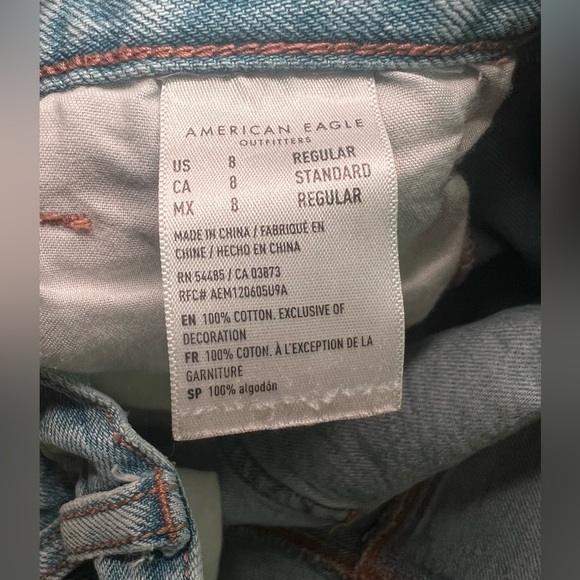 AMERICAN EAGLE
OUTFITTERS
US 8 REGULAR
CA 8 STANDARD
MX 8 REGULAR
MADE IN CHINA / FABRIQUÉ EN
CHINE / HECHO EN CHINA
RN 54485 / CA 03873
RFC# AEM120605U9A
EN 100% COTTON. EXCLUSIVE OF
DECORATION
FR 100% COTON. À L'EXCEPTION DE LA
GARNITURE
SP 100% algodón